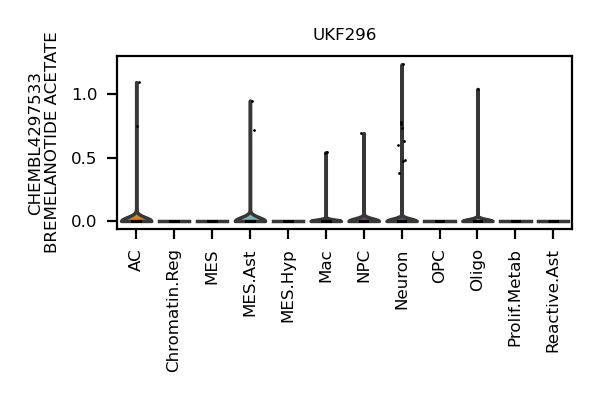 UKF296
CHEMBL4297533
BREMELANOTIDE ACETATE
1.0
0.5
0.0
AC
Chromatin.Reg
MES
MES.Ast
MES.Hyp
Mac
NPC
Neuron
OPC
Oligo
Prolif.Metab
Reactive.Ast